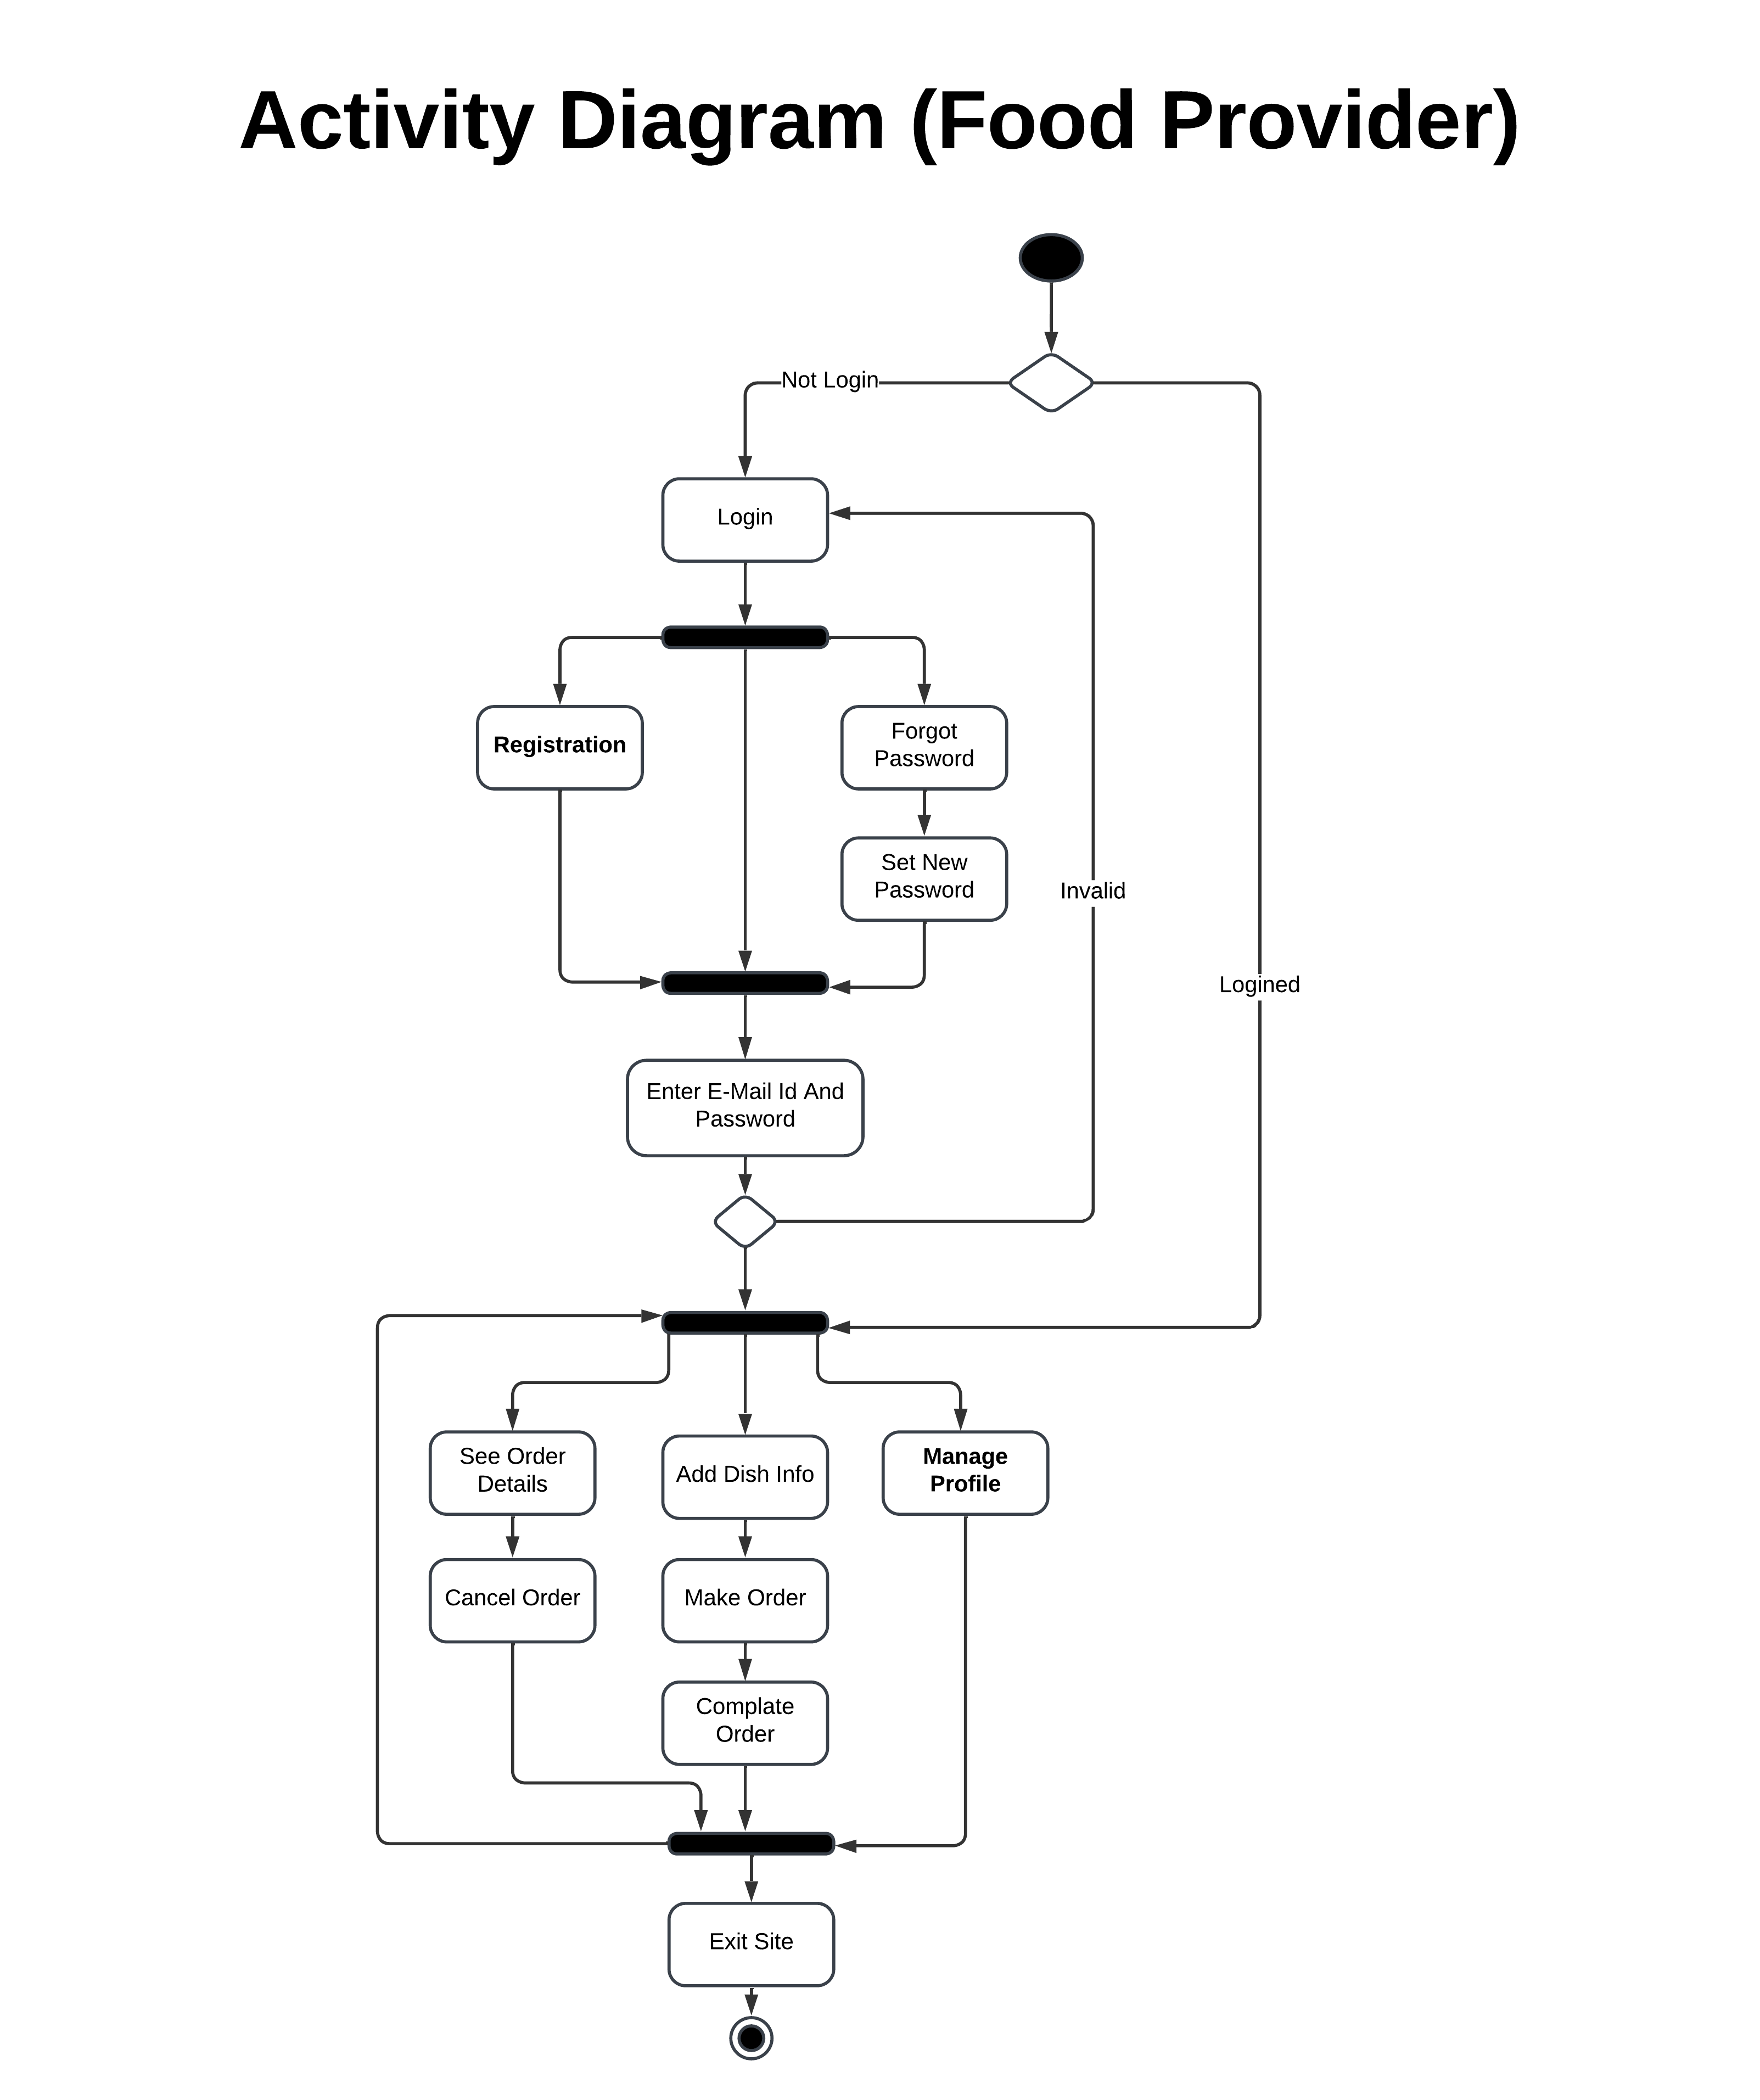 Activity Diagram (Food Provider)
Not Login
Login
Registration
Forgot
Password
Set New
Password
Invalid
Logined
Enter E-Mail Id And
Password
See Order
Details
Add Dish Info
Manage
Profile
Cancel Order
Make Order
Complate
Order
Exit Site